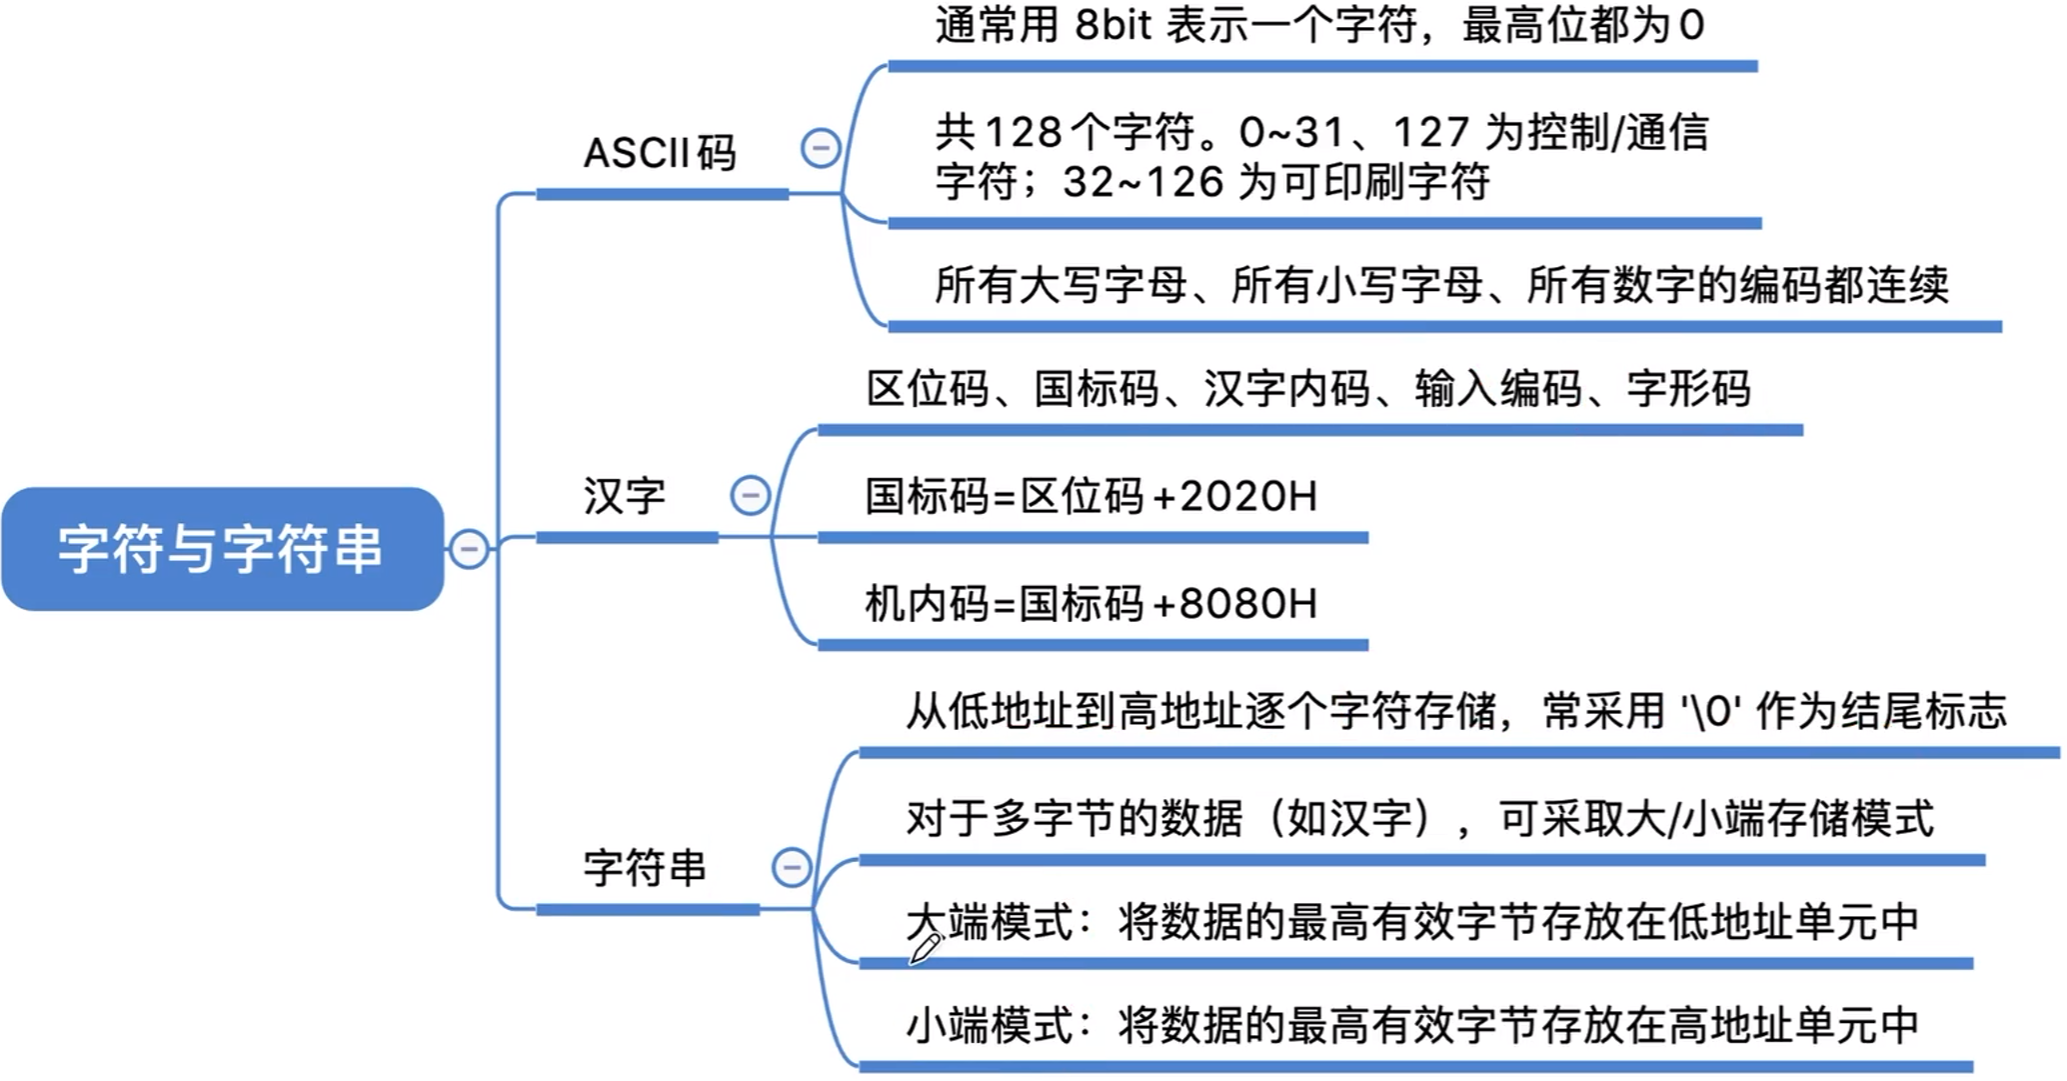 通常用 8bit 表示一个字符，最高位都为0
ASCII码
共128个字符。0~31、127 为控制/通信
字符；32~126 为可印刷字符
所有大写字母、所有小写字母、所有数字的编码都连续
区位码、国标码、汉字内码、输入编码、字形码
汉字
国标码=区位码+2020H
字符与字符串
机内码=国标码+8080H
从低地址到高地址逐个字符存储，常采用 '\0' 作为结尾标志
对于多字节的数据（如汉字），可采取大/小端存储模式
字符串
大端模式：将数据的最高有效字节存放在低地址单元中
小端模式：将数据的最高有效字节存放在高地址单元中